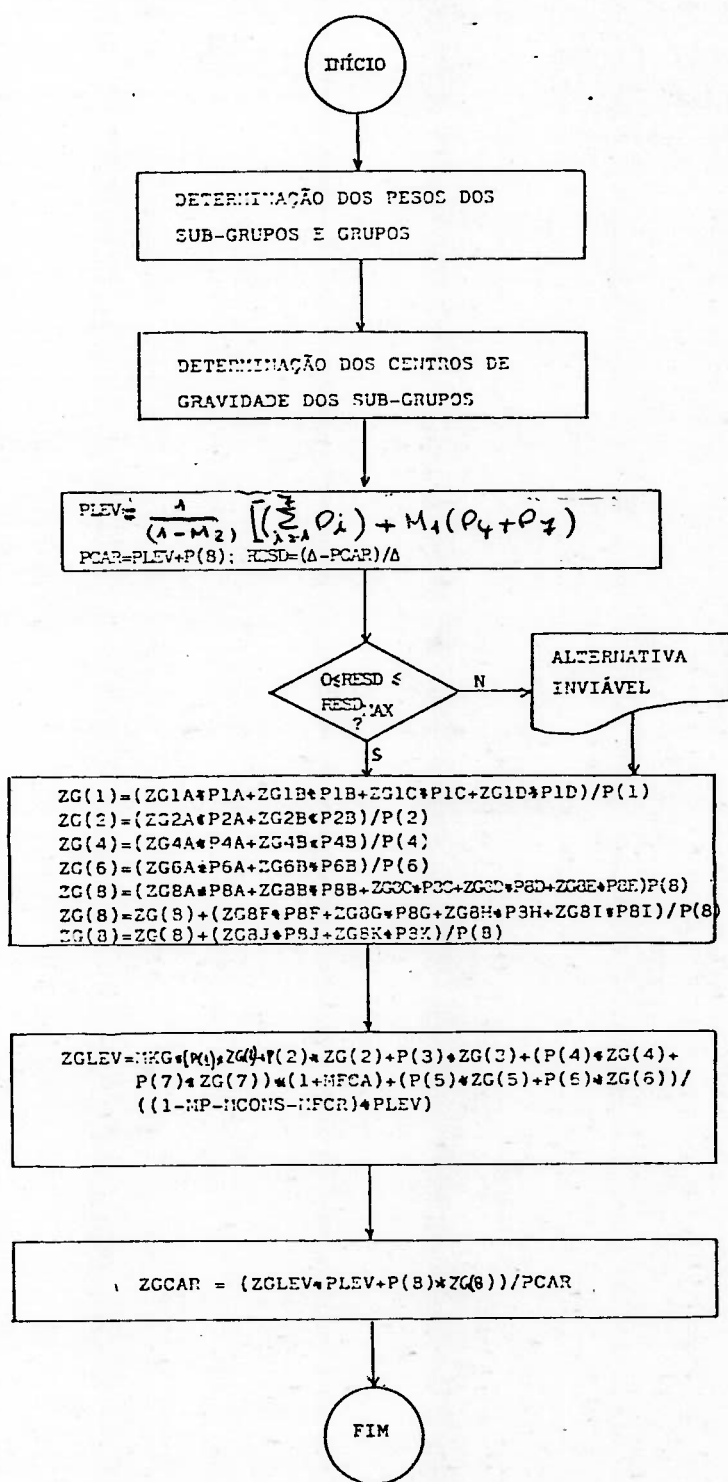 INÍCIO
DETERMINAÇÃO DOS PESOS DOS
SUB-GRUPOS E GRUPOS
DETERMINAÇÃO DOS CENTROS DE
GRAVIDADE DOS SUB-GRUPOS
PLEV= 1/(1-M2) [(∑ i=1 7 Pi) + M1(P4+P7)
PCAR=PLEV+P(8); RESD=(Δ-PCAR)/Δ
0≤RESD ≤
RESD MAX
?
N
ALTERNATIVA
INVIÁVEL
S
ZG(1)=(ZG1A*P1A+ZG1B*P1B+ZG1C*P1C+ZG1D*P1D)/P(1)
ZG(2)=(ZG2A*P2A+ZG2B*P2B)/P(2)
ZG(4)=(ZG4A*P4A+ZG4B*P4B)/P(4)
ZG(6)=(ZG6A*P6A+ZG6B*P6B)/P(6)
ZG(8)=(ZG8A*P8A+ZG8B*P8B+ZG8C*P8C+ZG8D*P8D+ZG8E*P8E)P(8)
ZG(8)=ZG(8)+(ZG8F*P8F+ZG8G*P8G+ZG8H*P8H+ZG8I*P8I)/P(8)
ZG(8)=ZG(8)+(ZG8J*P8J+ZG8K*P8K)/P(8)
ZGLEV=MKG*(P(1)*ZG(1)+P(2)*ZG(2)+P(3)*ZG(3)+(P(4)*ZG(4)+
P(7)*ZG(7))*(1+MFCA)+(P(5)*ZG(5)+P(6)*ZG(6))/
((1-MP-MCONS-MFCR)*PLEV)
ZGCAR = (ZGLEV*PLEV+P(8)*ZG(8))/PCAR
FIM